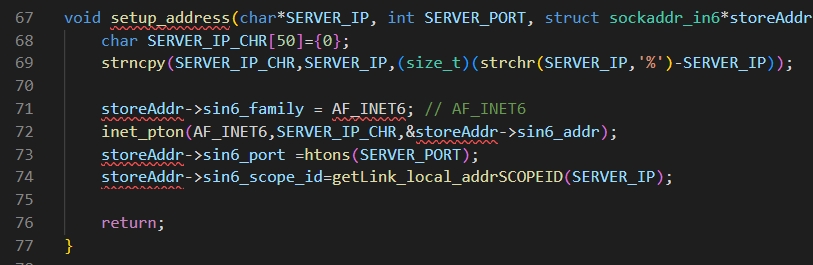 67 void setup_address(char*SERVER_IP, int SERVER_PORT, struct sockaddr_in6*storeAddr
68     char SERVER_IP_CHR[50]={0};
69     strncpy(SERVER_IP_CHR,SERVER_IP,(size_t)(strchr(SERVER_IP,'%')-SERVER_IP));
70
71     storeAddr->sin6_family = AF_INET6; // AF_INET6
72     inet_pton(AF_INET6,SERVER_IP_CHR,&storeAddr->sin6_addr);
73     storeAddr->sin6_port =htons(SERVER_PORT);
74     storeAddr->sin6_scope_id=getLink_local_addrSCOPEID(SERVER_IP);
75
76     return;
77 }